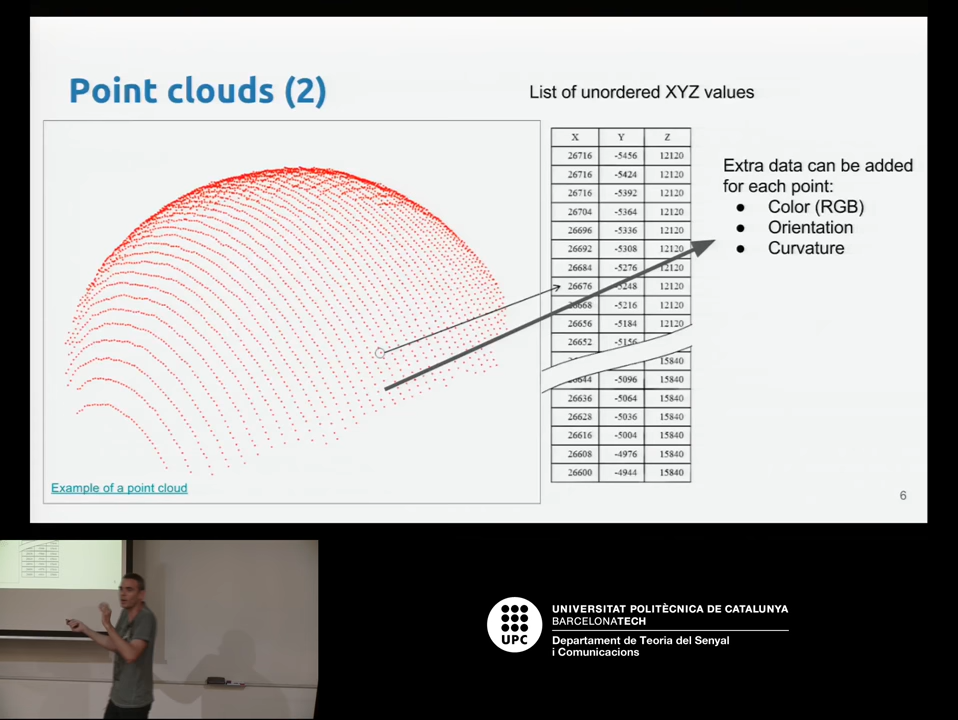 Point clouds (2)
List of unordered XYZ values
X Y Z
26716 -5456 12120
26716 -5424 12120
26716 -5392 12120
26704 -5364 12120
26696 -5336 12120
26692 -5308 12120
26684 -5276 12120
26676 -5248 12120
26668 -5216 12120
26656 -5184 12120
26652 -5156
15840
26644 -5096 15840
26636 -5064 15840
26628 -5036 15840
26616 -5004 15840
26608 -4976 15840
26600 -4944 15840
Extra data can be added
for each point:
● Color (RGB)
● Orientation
● Curvature
Example of a point cloud
6
UPC
UNIVERSITAT POLITÈCNICA DE CATALUNYA
BARCELONATECH
Departament de Teoria del Senyal
i Comunicacions